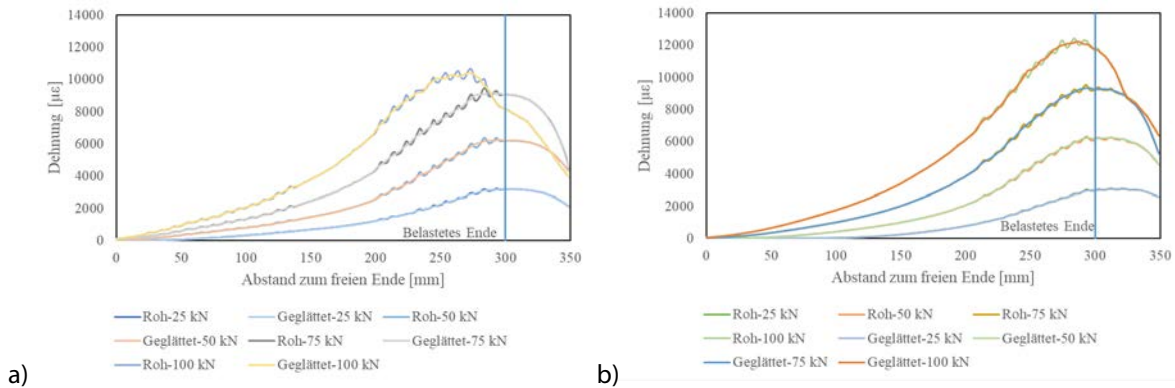 14000
12000
10000
8000
6000
4000
2000
0
Dehnung [µε]
Belastetes Ende
0 50 100 150 200 250 300 350
Abstand zum freien Ende [mm]
Roh-25 kN Geglättet-25 kN Roh-50 kN
Geglättet-50 kN Roh-75 kN Geglättet-75 kN
Roh-100 kN Geglättet-100 kN
a)
14000
12000
10000
8000
6000
4000
2000
0
Dehnung [µε]
Belastetes Ende
0 50 100 150 200 250 300 350
Abstand zum freien Ende [mm]
Roh-25 kN Roh-50 kN Roh-75 kN
Roh-100 kN Geglättet-25 kN Geglättet-50 kN
Geglättet-75 kN Geglättet-100 kN
b)